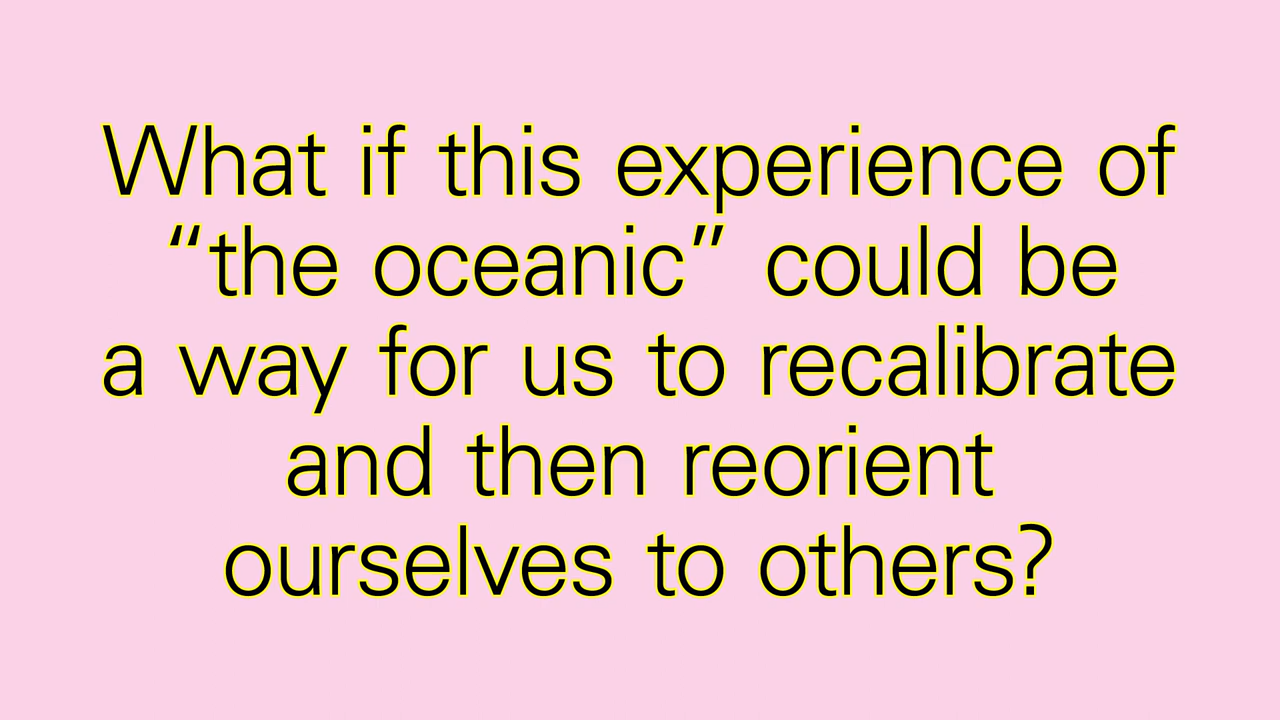 What if this experience of
“the oceanic” could be
a way for us to recalibrate
and then reorient
ourselves to others?